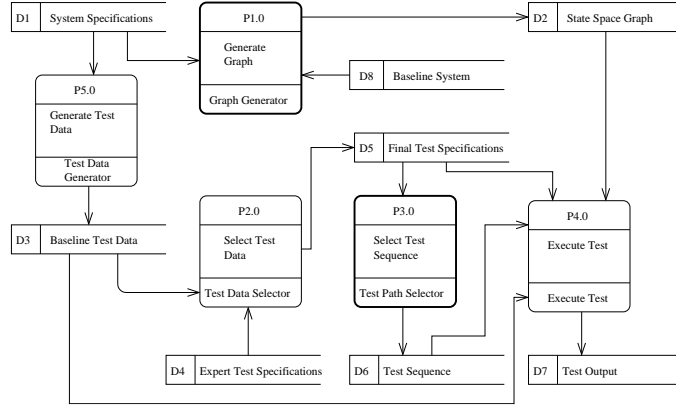 D1 System Specifications
P1.0
D2 State Space Graph
Generate
Graph
P5.0
D8 Baseline System
Graph Generator
Generate Test
Data
D5 Final Test Specifications
Test Data
Generator
P2.0
P3.0
P4.0
D3 Baseline Test Data
Select Test
Data
Select Test
Sequence
Execute Test
Test Data Selector
Test Path Selector
Execute Test
D4 Expert Test Specifications
D6 Test Sequence
D7 Test Output